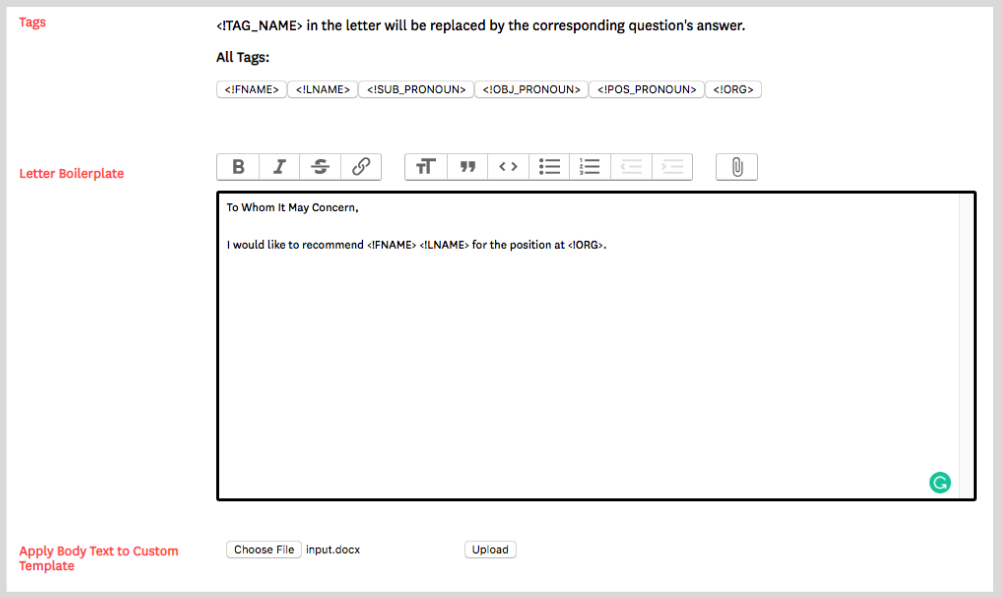 Tags
<!TAG_NAME> in the letter will be replaced by the corresponding question's answer.
All Tags:
<!FNAME> <!LNAME> <!SUB_PRONOUN> <!OBJ_PRONOUN> <!POS_PRONOUN> <!ORG>
Letter Boilerplate
To Whom It May Concern,
I would like to recommend <!FNAME> <!LNAME> for the position at <!ORG>.
Apply Body Text to Custom
Template
Choose File input.docx Upload